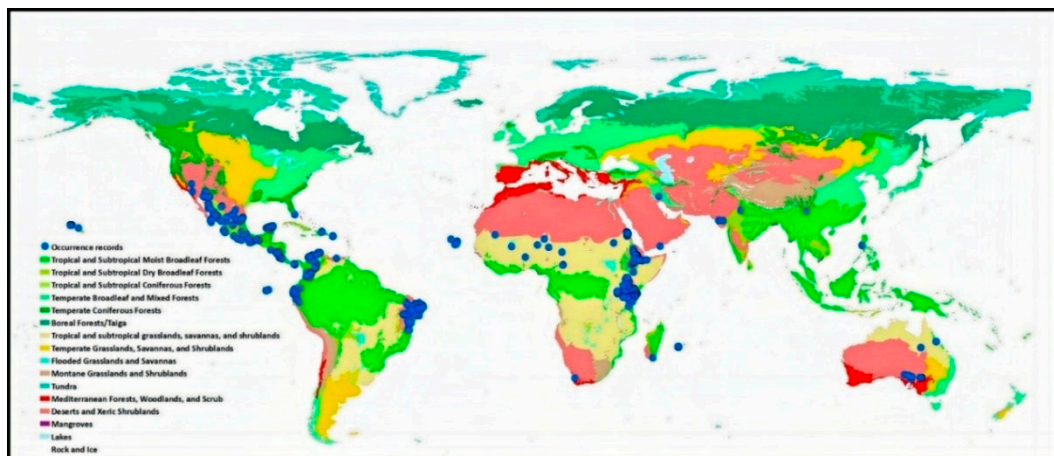 Occurrence records
Tropical and Subtropical Moist Broadleaf Forests
Tropical and Subtropical Dry Broadleaf Forests
Tropical and Subtropical Coniferous Forests
Temperate Broadleaf and Mixed Forests
Temperate Coniferous Forests
Boreal Forests/Taiga
Tropical and subtropical grasslands, savannas, and shrublands
Temperate Grasslands, Savannas, and Shrublands
Flooded Grasslands and Savannas
Montane Grasslands and Shrublands
Tundra
Mediterranean Forests, Woodlands, and Scrub
Deserts and Xeric Shrublands
Mangroves
Lakes
Rock and Ice